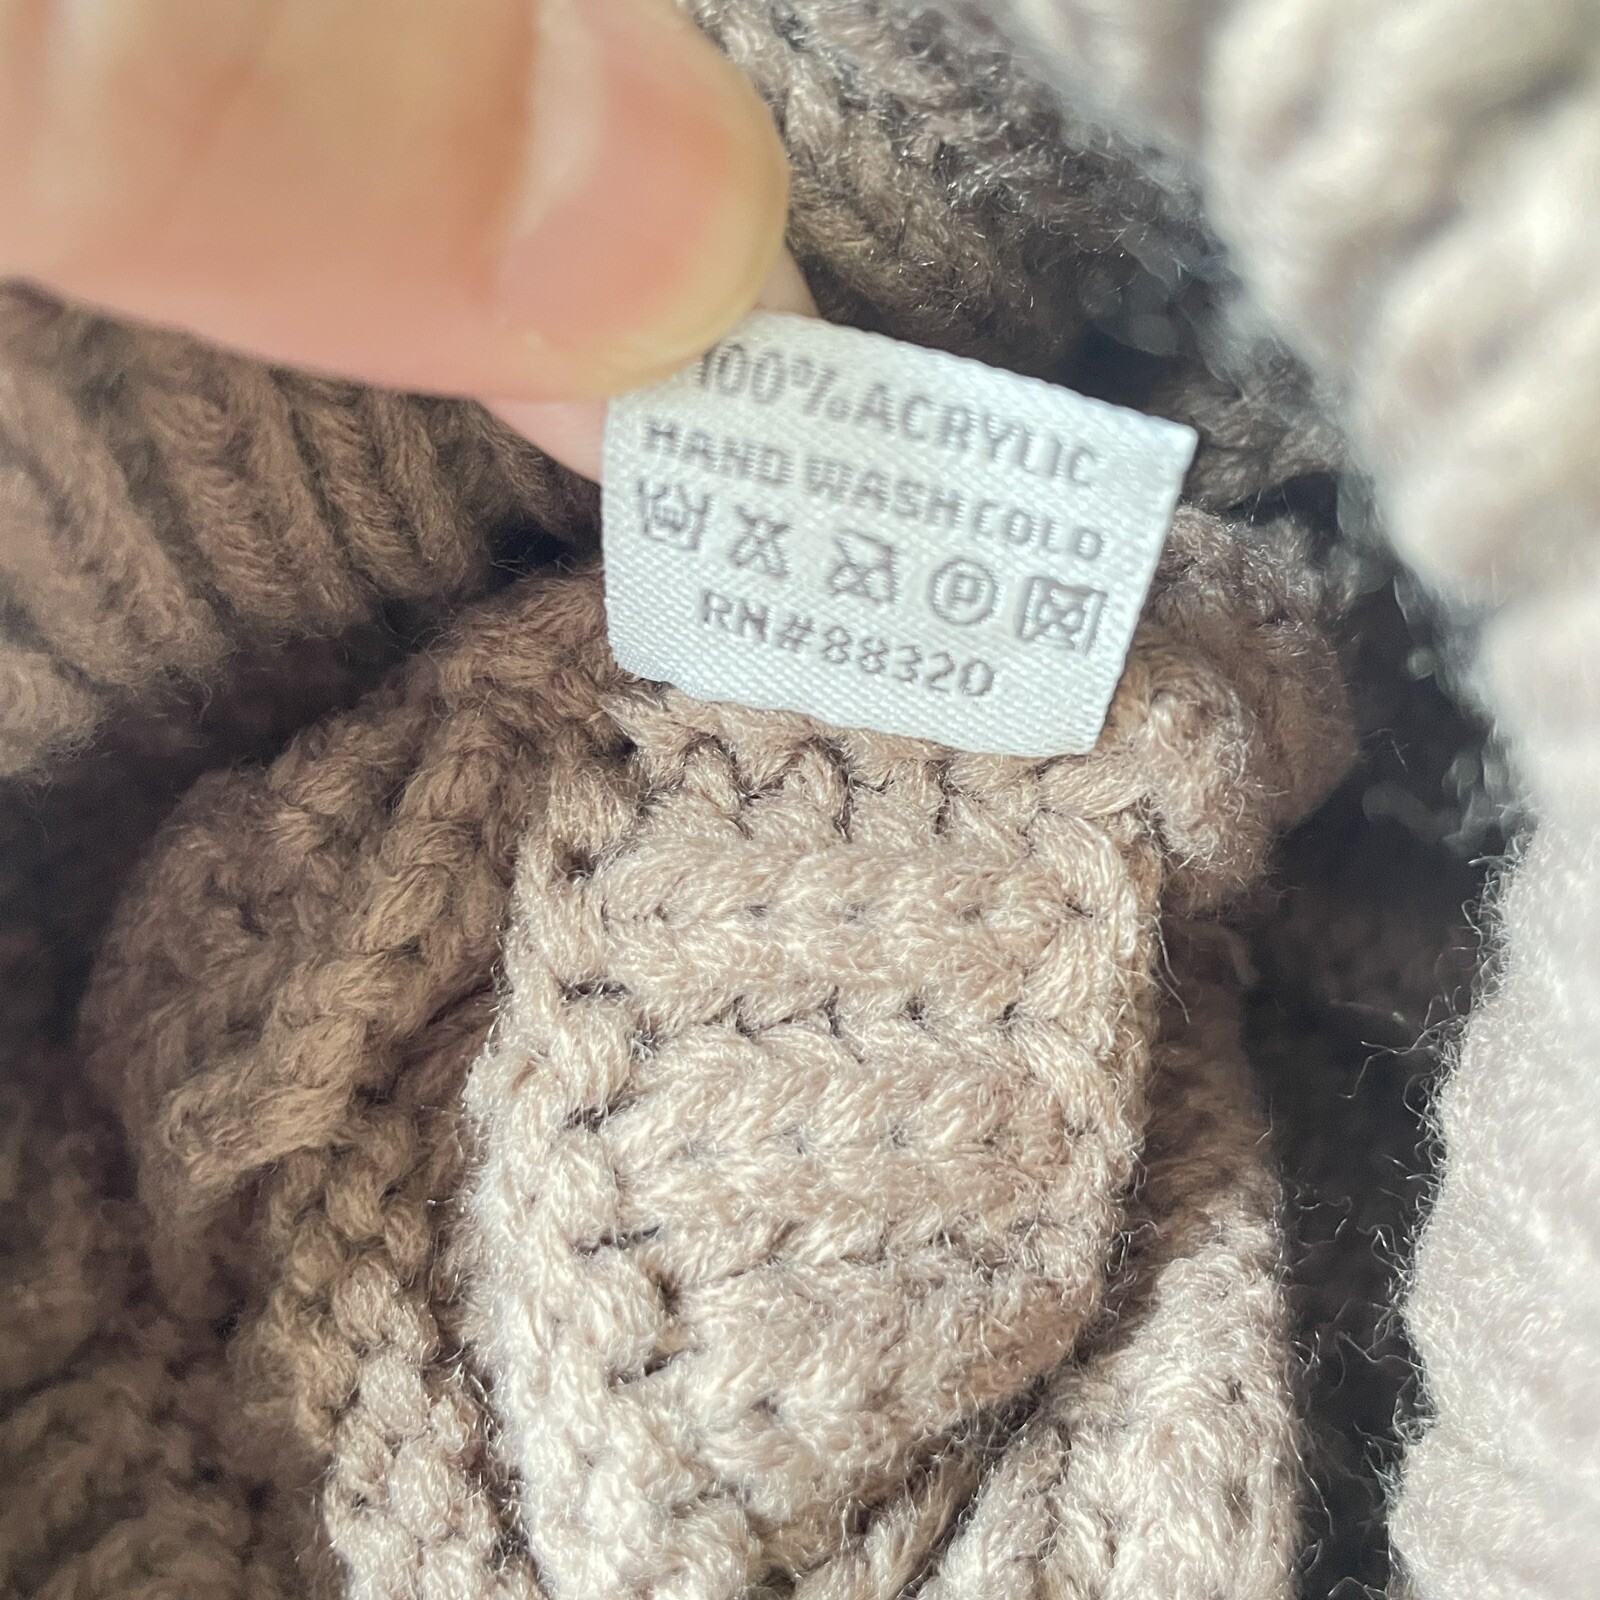 100% ACRYLIC
HAND WASH COLD
P
RN#88320